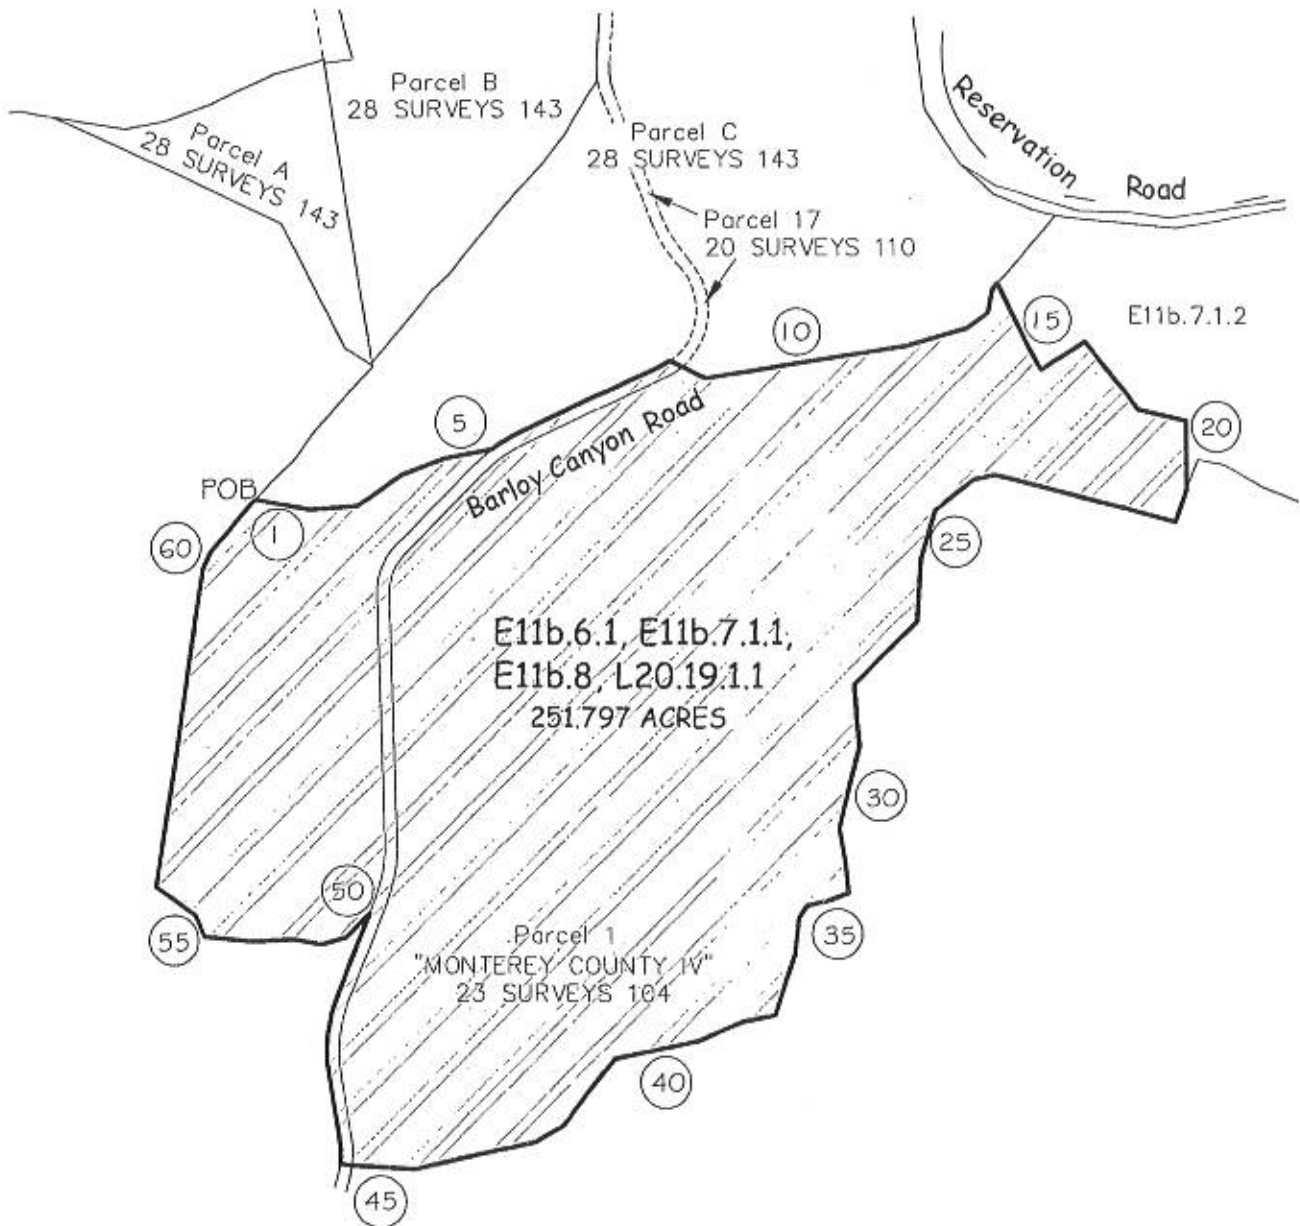 Parcel B
28 SURVEYS 143
Parcel A
28 SURVEYS 143
Parcel C
28 SURVEYS 143
Reservation Road
Parcel 17
20 SURVEYS 110
E11b.7.1.2
10
15
5
20
Barloy Canyon Road
POB
1
60
25
E11b.6.1, E11b.7.1.1,
E11b.8, L20.19.1.1
251.797 ACRES
30
50
55
35
Parcel 1
"MONTEREY COUNTY IV"
23 SURVEYS 104
40
45